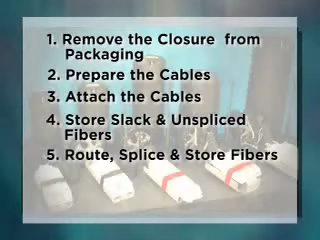 1. Remove the Closure from
Packaging
2. Prepare the Cables
3. Attach the Cables
4. Store Slack & Unspliced
Fibers
5. Route, Splice & Store Fibers